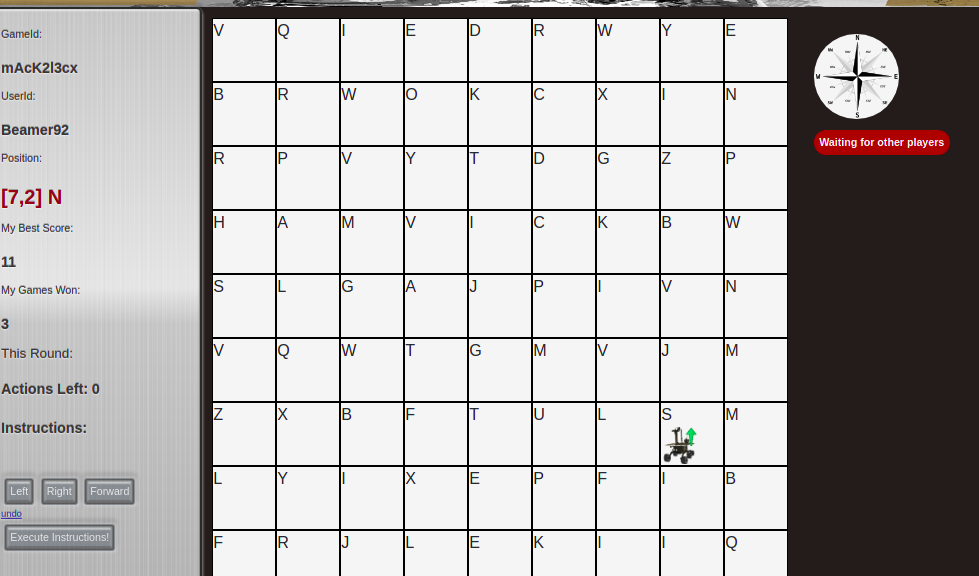 GameId:
mAcK2l3cx
UserId:
Beamer92
Position:
[7,2] N
My Best Score:
11
My Games Won:
3
This Round:
Actions Left: 0
Instructions:
Left Right Forward
undo
Execute Instructions!
V Q I E D R W Y E
B R W O K C X I N
R P V Y T D G Z P
H A M V I C K B W
S L G A J P I V N
V Q W T G M V J M
Z X B F T U L S M
L Y I X E P F I B
F R J L E K I I Q
N
W E
S
Waiting for other players